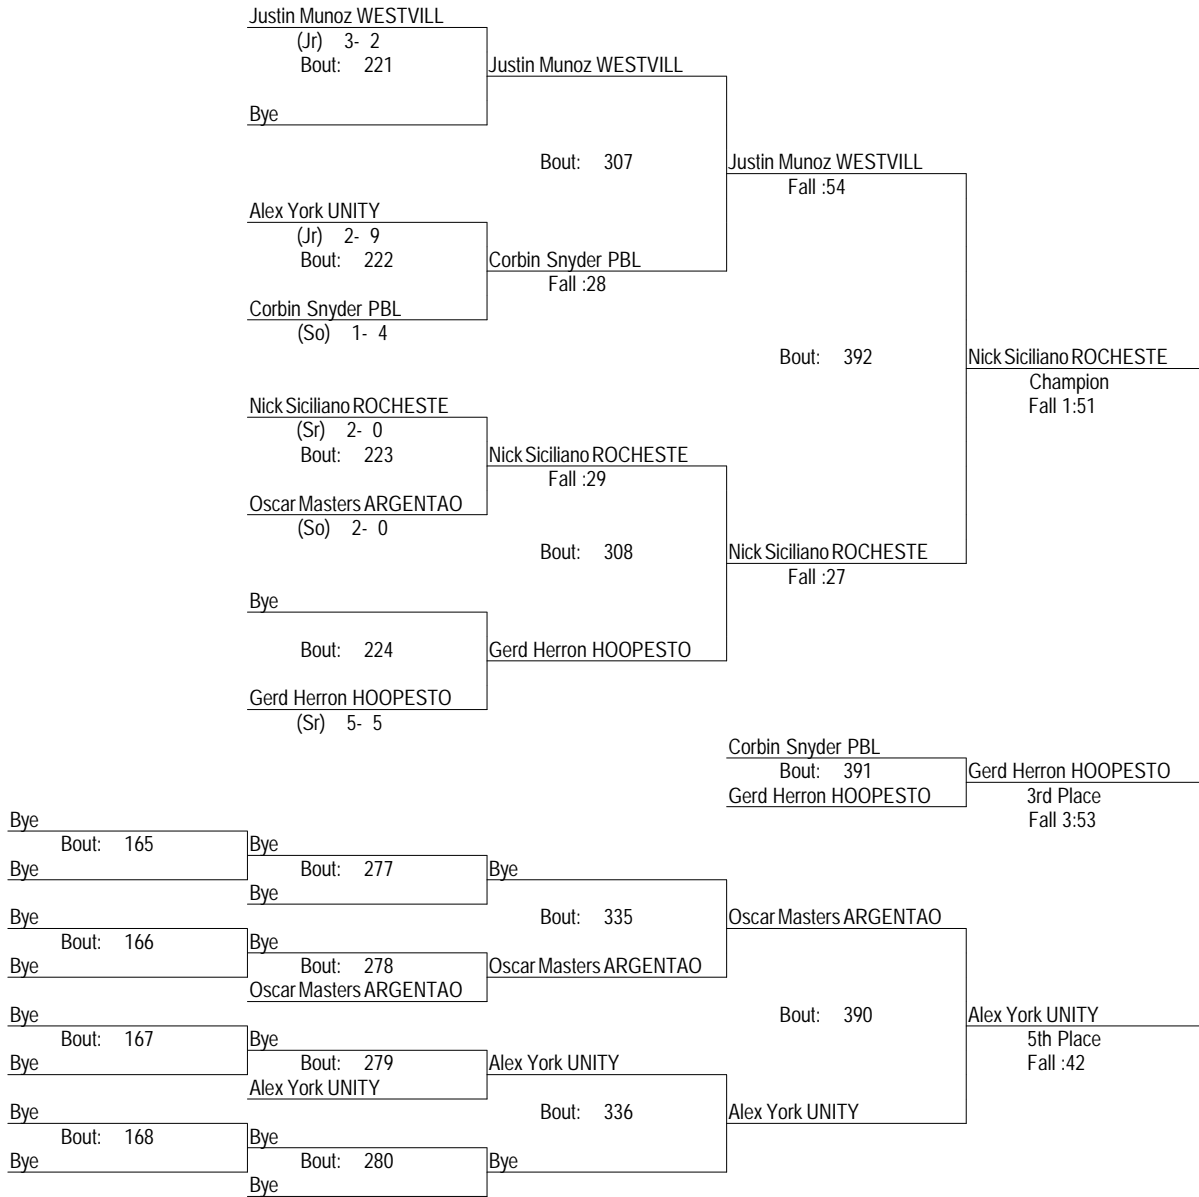 Justin Munoz WESTVILL
(Jr) 3- 2
Bout: 221
Justin Munoz WESTVILL
Bye
Bout: 307
Justin Munoz WESTVILL
Fall :54
Alex York UNITY
(Jr) 2- 9
Bout: 222
Corbin Snyder PBL
Fall :28
Corbin Snyder PBL
(So) 1- 4
Bout: 392
Nick Siciliano ROCHESTE
Champion
Fall 1:51
Nick Siciliano ROCHESTE
(Sr) 2- 0
Bout: 223
Nick Siciliano ROCHESTE
Fall :29
Oscar Masters ARGENTAO
(So) 2- 0
Bout: 308
Nick Siciliano ROCHESTE
Fall :27
Bye
Bout: 224
Gerd Herron HOOPESTO
Gerd Herron HOOPESTO
(Sr) 5- 5
Corbin Snyder PBL
Bout: 391
Gerd Herron HOOPESTO
Gerd Herron HOOPESTO
3rd Place
Fall 3:53
Bye
Bout: 165
Bye
Bye
Bout: 277
Bye
Bye
Bout: 335
Oscar Masters ARGENTAO
Bye
Bout: 166
Bye
Bye
Bout: 278
Oscar Masters ARGENTAO
Oscar Masters ARGENTAO
Bout: 390
Alex York UNITY
5th Place
Fall :42
Bye
Bout: 167
Bye
Bye
Bout: 279
Alex York UNITY
Alex York UNITY
Bout: 336
Alex York UNITY
Bye
Bout: 168
Bye
Bye
Bout: 280
Bye
Bye